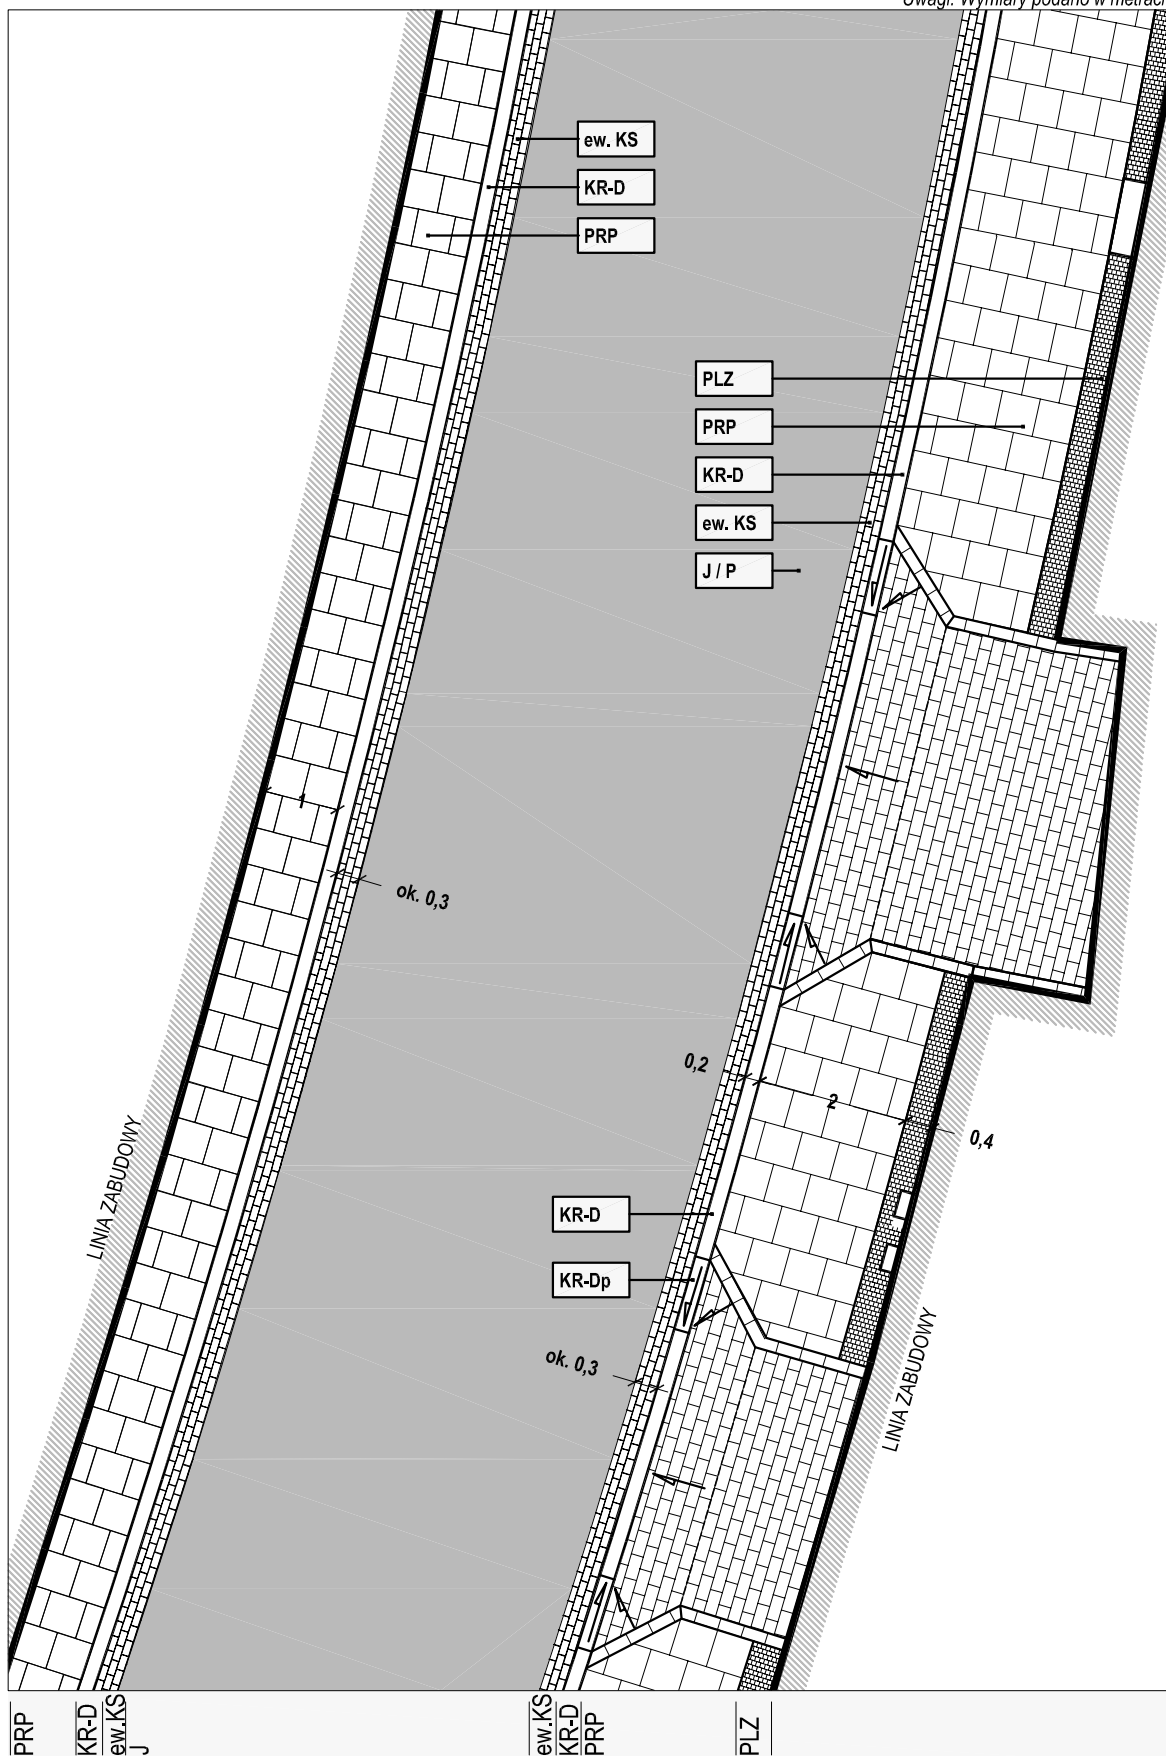 Uwagi: Wymiary podano w metrach
ew. KS
KR-D
PRP
PLZ
PRP
KR-D
ew. KS
J / P
1
ok. 0,3
0,2
2
0,4
LINIA ZABUDOWY
KR-D
KR-Dp
ok. 0,3
LINIA ZABUDOWY
PRP
KR-D
ew.KS
J
ew.KS
KR-D
PRP
PLZ